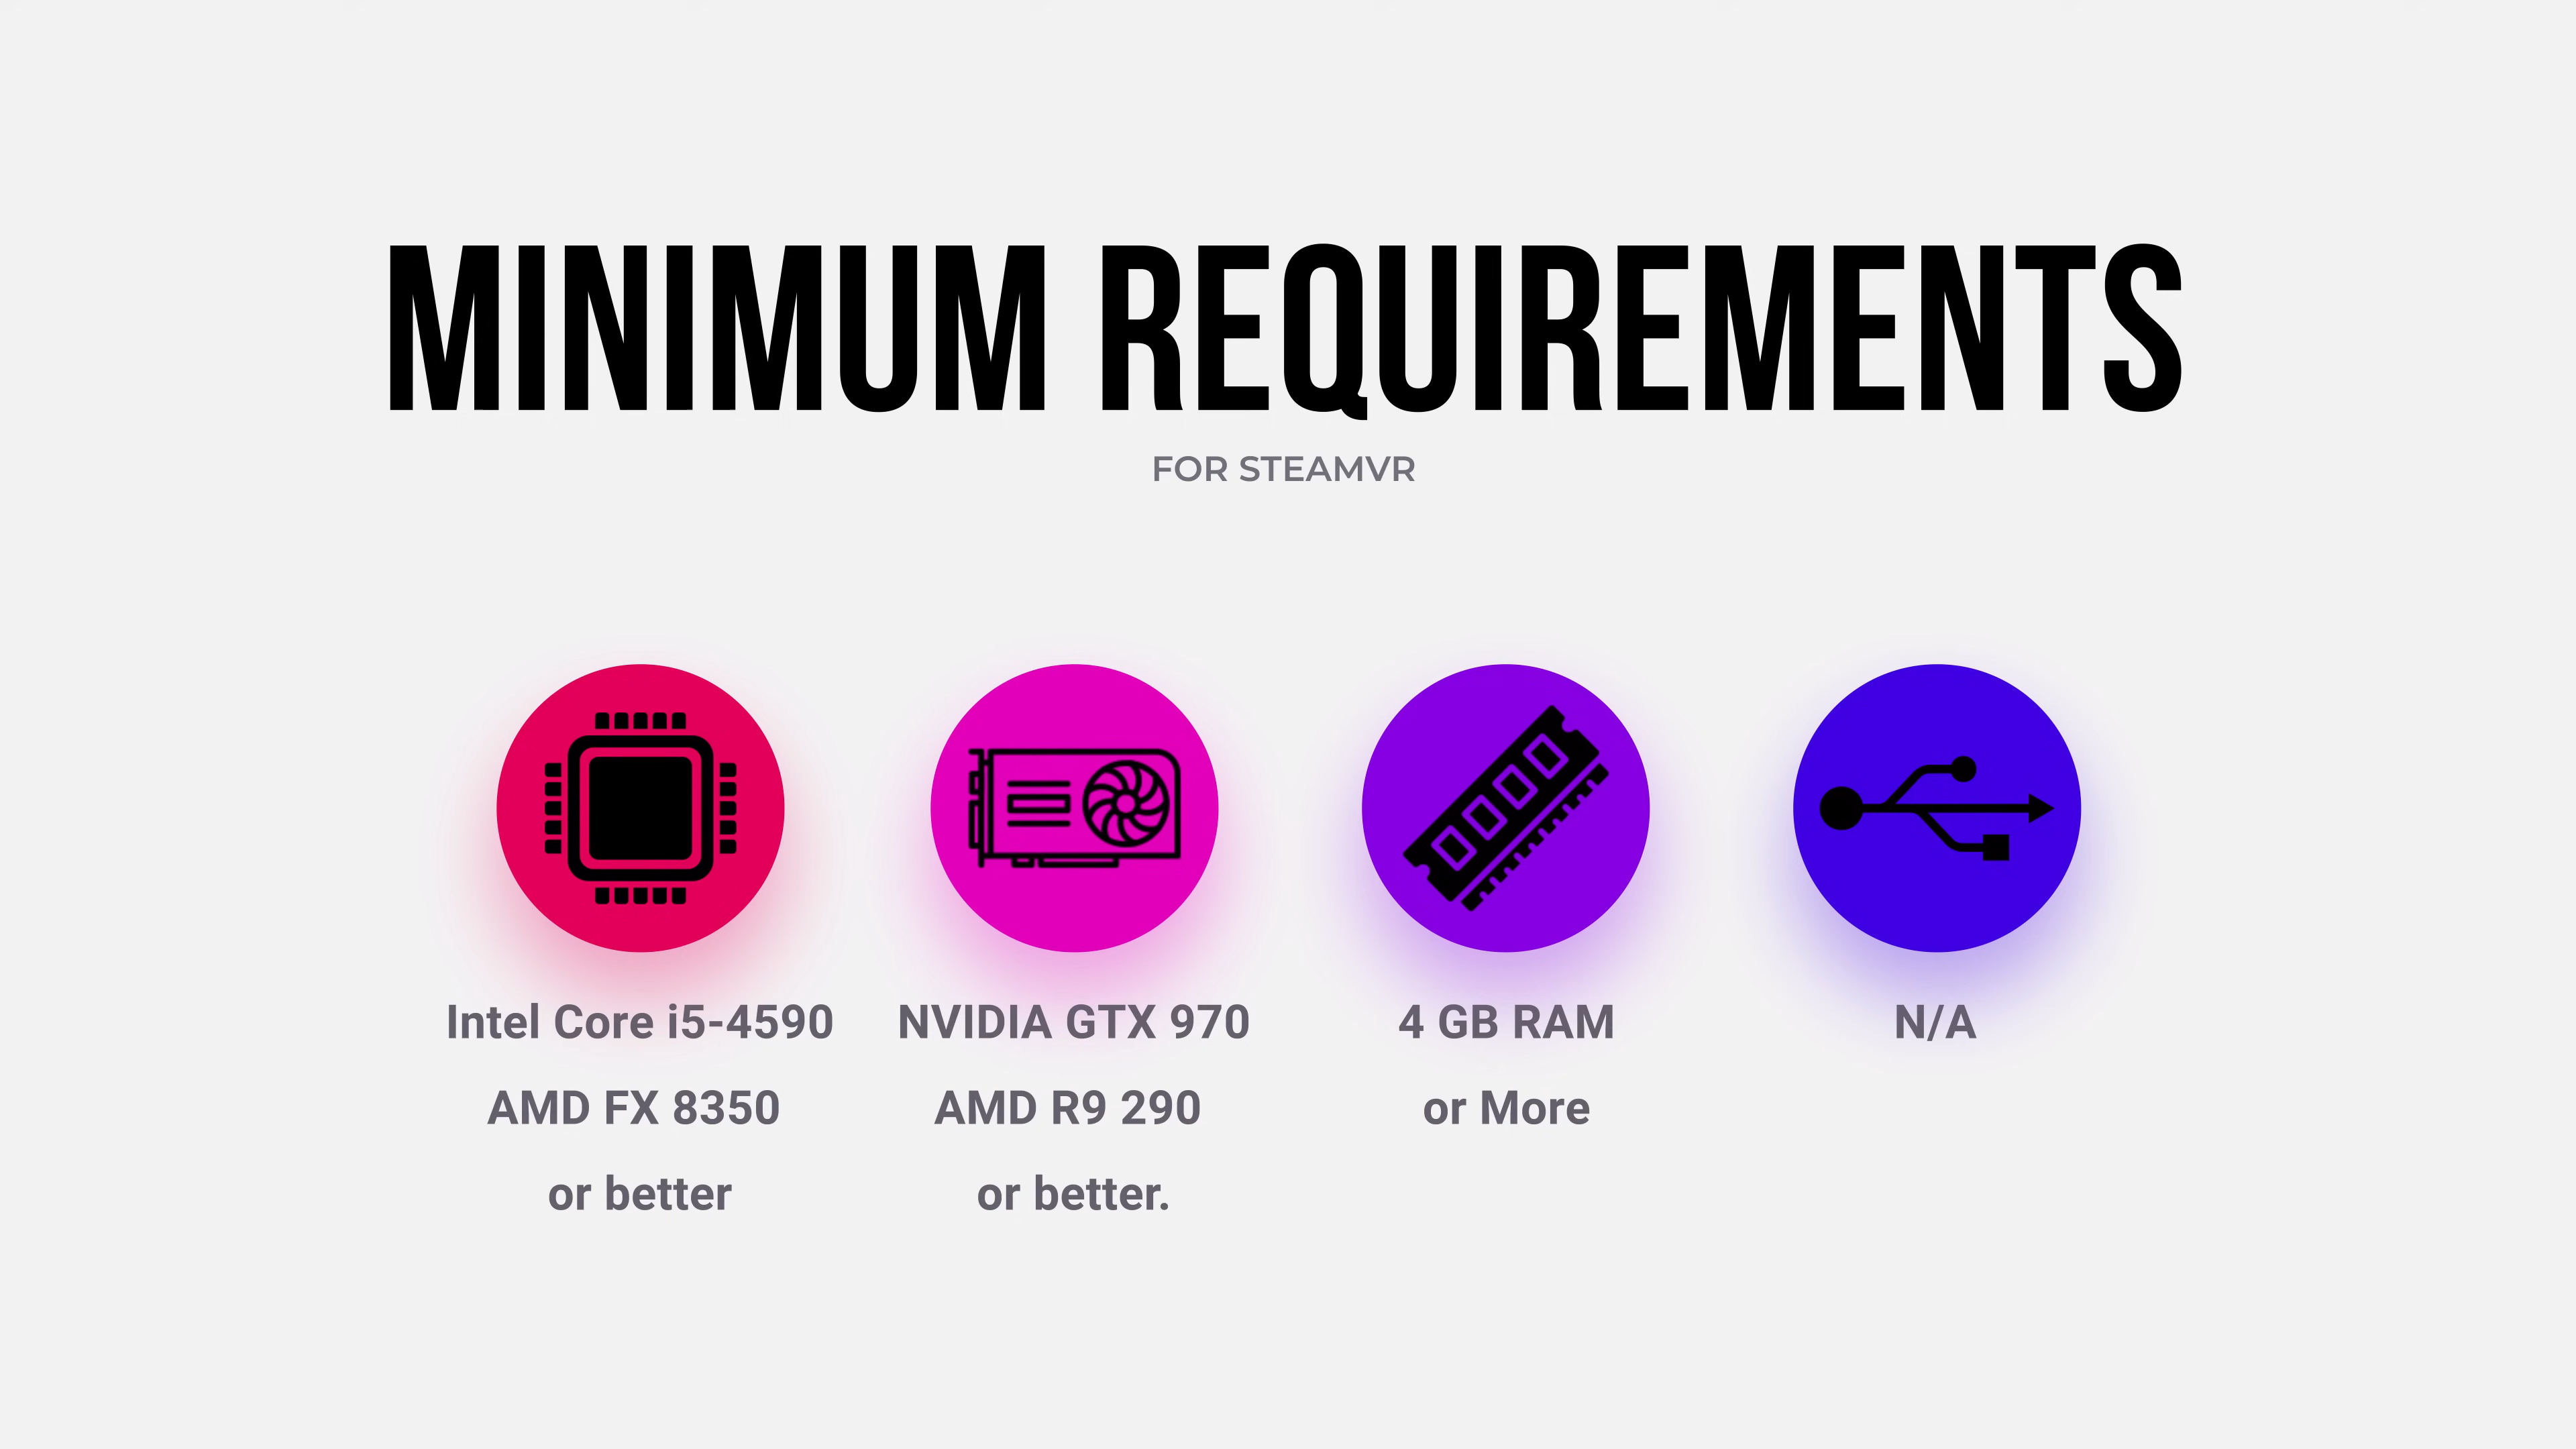 MINIMUM REQUIREMENTS
FOR STEAMVR
Intel Core i5-4590
AMD FX 8350
or better
NVIDIA GTX 970
AMD R9 290
or better.
4 GB RAM
or More
N/A